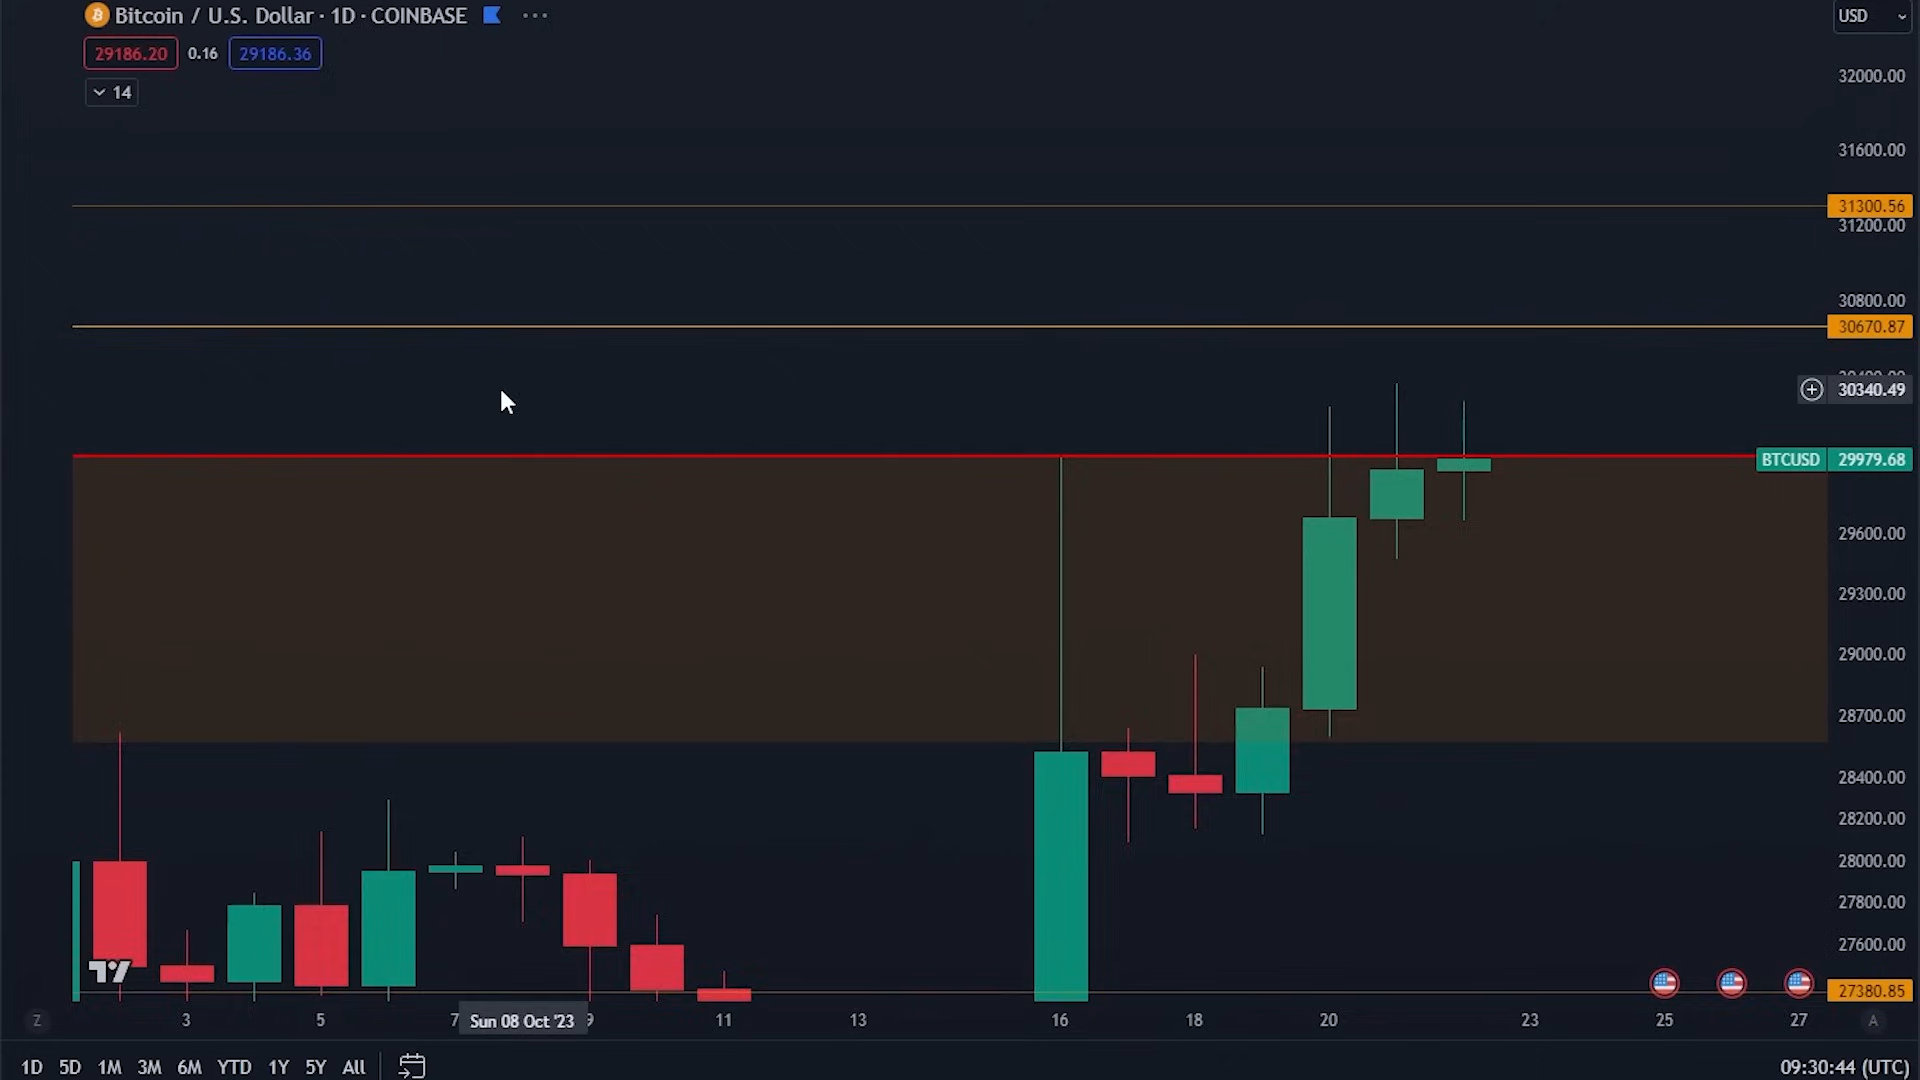 Bitcoin / U.S. Dollar · 1D · COINBASE ···
USD
29186.20 0.16 29186.36
14
32000.00
31600.00
31300.56
31200.00
30800.00
30670.87
30340.49
BTCUSD 29979.68
29600.00
29300.00
29000.00
28700.00
28400.00
28200.00
28000.00
27800.00
27600.00
27380.85
Z 3 5 7 Sun 08 Oct '23 9 11 13 16 18 20 23 25 27 A
1D 5D 1M 3M 6M YTD 1Y 5Y All
09:30:44 (UTC)